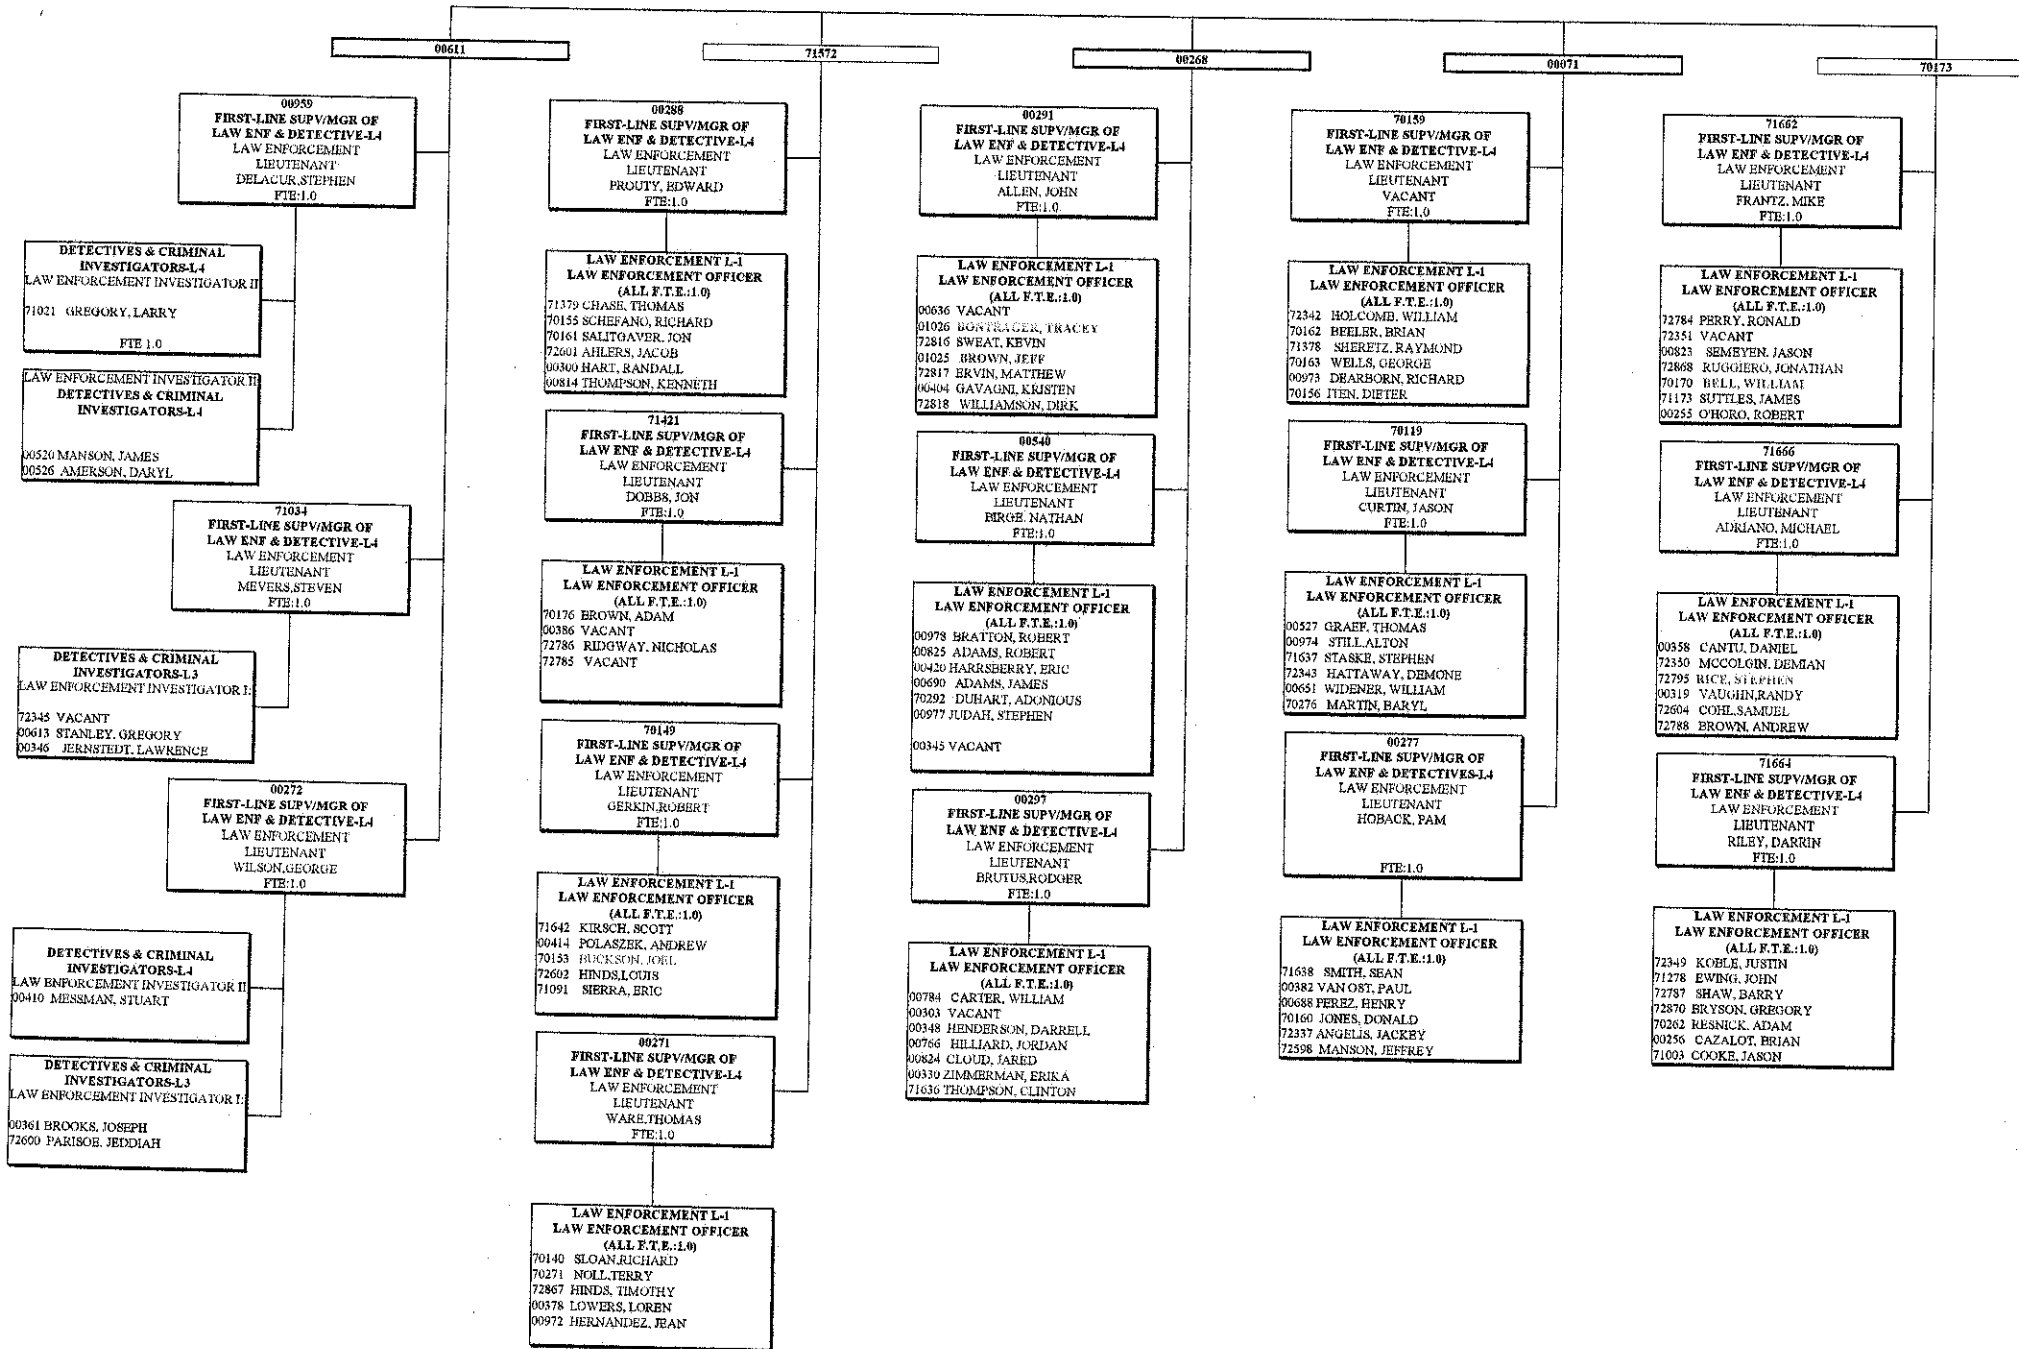 00611
71572
00268
00071
70173
00959
FIRST-LINE SUPV/MGR OF
LAW ENF & DETECTIVE-L4
LAW ENFORCEMENT
LIEUTENANT
DELACUR,STEPHEN
FTE:1.0
DETECTIVES & CRIMINAL
INVESTIGATORS-L4
LAW ENFORCEMENT INVESTIGATOR II
71021 GREGORY, LARRY
FTE 1.0
LAW ENFORCEMENT INVESTIGATOR II
DETECTIVES & CRIMINAL
INVESTIGATORS-L4
00520 MANSON, JAMES
00526 AMERSON, DARYL
71034
FIRST-LINE SUPV/MGR OF
LAW ENF & DETECTIVE-L4
LAW ENFORCEMENT
LIEUTENANT
MEVERS,STEVEN
FTE:1.0
DETECTIVES & CRIMINAL
INVESTIGATORS-L3
LAW ENFORCEMENT INVESTIGATOR I:
72345 VACANT
00613 STANLEY, GREGORY
00346 JERNSTEDT, LAWRENCE
00272
FIRST-LINE SUPV/MGR OF
LAW ENF & DETECTIVE-L4
LAW ENFORCEMENT
LIEUTENANT
WILSON,GEORGE
FTE:1.0
DETECTIVES & CRIMINAL
INVESTIGATORS-L4
LAW ENFORCEMENT INVESTIGATOR II
00410 MESSMAN, STUART
DETECTIVES & CRIMINAL
INVESTIGATORS-L3
LAW ENFORCEMENT INVESTIGATOR I:
00361 BROOKS, JOSEPH
72600 PARISOE, JEDDIAH
00288
FIRST-LINE SUPV/MGR OF
LAW ENF & DETECTIVE-L4
LAW ENFORCEMENT
LIEUTENANT
PROUTY, EDWARD
FTE:1.0
LAW ENFORCEMENT L-1
LAW ENFORCEMENT OFFICER
(ALL F.T.E.:1.0)
71379 CHASE, THOMAS
70155 SCHEFANO, RICHARD
70161 SALITGAVER, JON
72601 AHLERS, JACOB
00300 HART, RANDALL
00814 THOMPSON, KENNETH
71421
FIRST-LINE SUPV/MGR OF
LAW ENF & DETECTIVE-L4
LAW ENFORCEMENT
LIEUTENANT
DOBBS, JON
FTE:1.0
LAW ENFORCEMENT L-1
LAW ENFORCEMENT OFFICER
(ALL F.T.E.:1.0)
70176 BROWN, ADAM
00386 VACANT
72786 RIDGWAY, NICHOLAS
72785 VACANT
70149
FIRST-LINE SUPV/MGR OF
LAW ENF & DETECTIVE-L4
LAW ENFORCEMENT
LIEUTENANT
GERKIN,ROBERT
FTE:1.0
LAW ENFORCEMENT L-1
LAW ENFORCEMENT OFFICER
(ALL F.T.E.:1.0)
71642 KIRSCH, SCOTT
00414 POLASZEK, ANDREW
70153 BUCKSON, JOEL
72602 HINDS,LOUIS
71091 SIERRA, ERIC
00271
FIRST-LINE SUPV/MGR OF
LAW ENF & DETECTIVE-L4
LAW ENFORCEMENT
LIEUTENANT
WARE,THOMAS
FTE:1.0
LAW ENFORCEMENT L-1
LAW ENFORCEMENT OFFICER
(ALL F.T.E.:1.0)
70140 SLOAN,RICHARD
70271 NOLL,TERRY
72867 HINDS, TIMOTHY
00378 LOWERS, LOREN
00972 HERNANDEZ, JEAN
00291
FIRST-LINE SUPV/MGR OF
LAW ENF & DETECTIVE-L4
LAW ENFORCEMENT
LIEUTENANT
ALLEN, JOHN
FTE:1.0
LAW ENFORCEMENT L-1
LAW ENFORCEMENT OFFICER
(ALL F.T.E.:1.0)
00636 VACANT
01026 BONTRAGER, TRACEY
72816 SWEAT, KEVIN
01025 BROWN, JEFF
72817 ERVIN, MATTHEW
00404 GAVAGNI, KRISTEN
72818 WILLIAMSON, DIRK
00540
FIRST-LINE SUPV/MGR OF
LAW ENF & DETECTIVE-L4
LAW ENFORCEMENT
LIEUTENANT
BIRGE, NATHAN
FTE:1.0
LAW ENFORCEMENT L-1
LAW ENFORCEMENT OFFICER
(ALL F.T.E.:1.0)
00978 BRATTON, ROBERT
00825 ADAMS, ROBERT
00420 HARRSBERRY, ERIC
00690 ADAMS, JAMES
70292 DUHART, ADONIOUS
00977 JUDAH, STEPHEN
00345 VACANT
00297
FIRST-LINE SUPV/MGR OF
LAW ENF & DETECTIVE-L4
LAW ENFORCEMENT
LIEUTENANT
BRUTUS,RODGER
FTE:1.0
LAW ENFORCEMENT L-1
LAW ENFORCEMENT OFFICER
(ALL F.T.E.:1.0)
00784 CARTER, WILLIAM
00303 VACANT
00348 HENDERSON, DARRELL
00766 HILLIARD, JORDAN
00824 CLOUD, JARED
00330 ZIMMERMAN, ERIKA
71636 THOMPSON, CLINTON
70159
FIRST-LINE SUPV/MGR OF
LAW ENF & DETECTIVE-L4
LAW ENFORCEMENT
LIEUTENANT
VACANT
FTE:1.0
LAW ENFORCEMENT L-1
LAW ENFORCEMENT OFFICER
(ALL F.T.E.:1.0)
72342 HOLCOMB, WILLIAM
70162 BEELER, BRIAN
71378 SHERETZ, RAYMOND
70163 WELLS, GEORGE
00973 DEARBORN, RICHARD
70156 ITEN, DIETER
70119
FIRST-LINE SUPV/MGR OF
LAW ENF & DETECTIVE-L4
LAW ENFORCEMENT
LIEUTENANT
CURTIN, JASON
FTE:1.0
LAW ENFORCEMENT L-1
LAW ENFORCEMENT OFFICER
(ALL F.T.E.:1.0)
00527 GRAEF, THOMAS
00974 STILL,ALTON
71637 STASKE, STEPHEN
72343 HATTAWAY, DEMONE
00651 WIDENER, WILLIAM
70276 MARTIN, BARYL
00277
FIRST-LINE SUPV/MGR OF
LAW ENF & DETECTIVES-L4
LAW ENFORCEMENT
LIEUTENANT
HOBACK, PAM
FTE:1.0
LAW ENFORCEMENT L-1
LAW ENFORCEMENT OFFICER
(ALL F.T.E.:1.0)
71638 SMITH, SEAN
00382 VAN OST, PAUL
00688 PEREZ, HENRY
70160 JONES, DONALD
72337 ANGELIS, JACKEY
72598 MANSON, JEFFREY
71662
FIRST-LINE SUPV/MGR OF
LAW ENF & DETECTIVE-L4
LAW ENFORCEMENT
LIEUTENANT
FRANTZ, MIKE
FTE:1.0
LAW ENFORCEMENT L-1
LAW ENFORCEMENT OFFICER
(ALL F.T.E.:1.0)
72784 PERRY, RONALD
72351 VACANT
00823 SEMEYEN, JASON
72868 RUGGIERO, JONATHAN
70170 BELL, WILLIAM
71173 SUTTLES, JAMES
00255 O'HORO, ROBERT
71666
FIRST-LINE SUPV/MGR OF
LAW ENF & DETECTIVE-L4
LAW ENFORCEMENT
LIEUTENANT
ADRIANO, MICHAEL
FTE:1.0
LAW ENFORCEMENT L-1
LAW ENFORCEMENT OFFICER
(ALL F.T.E.:1.0)
00358 CANTU, DANIEL
72350 MCCOLGIN, DEMIAN
72795 RICE, STEPHEN
00319 VAUGHN,RANDY
72604 COHL,SAMUEL
72788 BROWN, ANDREW
71664
FIRST-LINE SUPV/MGR OF
LAW ENF & DETECTIVE-L4
LAW ENFORCEMENT
LIEUTENANT
RILEY, DARRIN
FTE:1.0
LAW ENFORCEMENT L-1
LAW ENFORCEMENT OFFICER
(ALL F.T.E.:1.0)
72349 KOBLE, JUSTIN
71278 EWING, JOHN
72787 SHAW, BARRY
72870 BRYSON, GREGORY
70262 RESNICK, ADAM
00256 CAZALOT, BRIAN
71003 COOKE, JASON